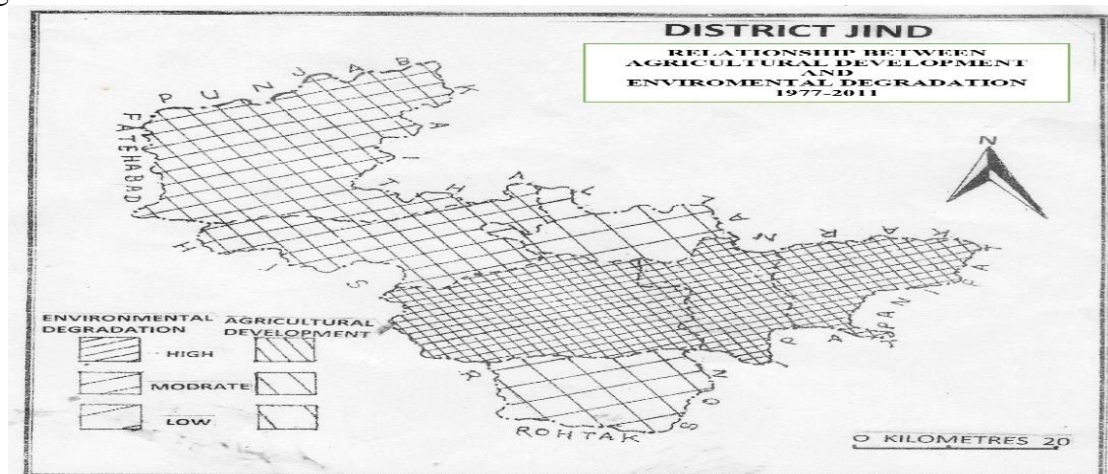 DISTRICT JIND
RELATIONSHIP BETWEEN
AGRICULTURAL DEVELOPMENT
AND
ENVIROMENTAL DEGRADATION
1977-2011
PUNJAB
KAITHAL
FATEHABAD
N
KARNAL
HISAR
PANIPAT
SONIPAT
ROHTAK
ENVIRONMENTAL DEGRADATION
AGRICULTURAL DEVELOPMENT
HIGH
MODRATE
LOW
O KILOMETRES 20